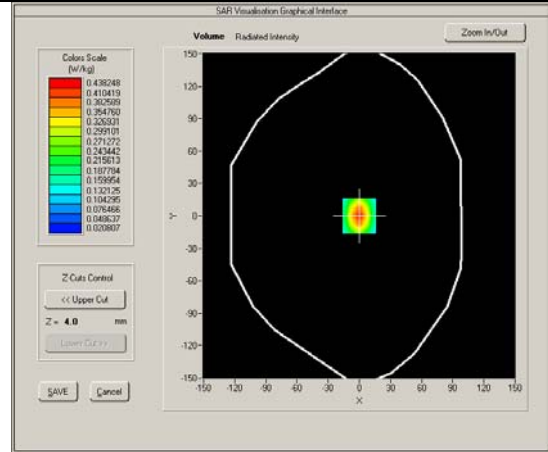 SAR Visualisation Graphical Interface
Volume Radiated Intensity
Zoom In/Out
Colors Scale
(W/kg)
0.438248
0.410419
0.382589
0.354760
0.326931
0.299101
0.271272
0.243442
0.215613
0.187784
0.159954
0.132125
0.104295
0.076466
0.048637
0.020807
Z-Cuts Control
<< Upper Cut
Z = 4.0 mm
Lower Cut >>
SAVE Cancel
150
120
90
60
30
0
-30
-60
-90
-120
-150
Y
-150 -120 -90 -60 -30 0 30 60 90 120 150
X